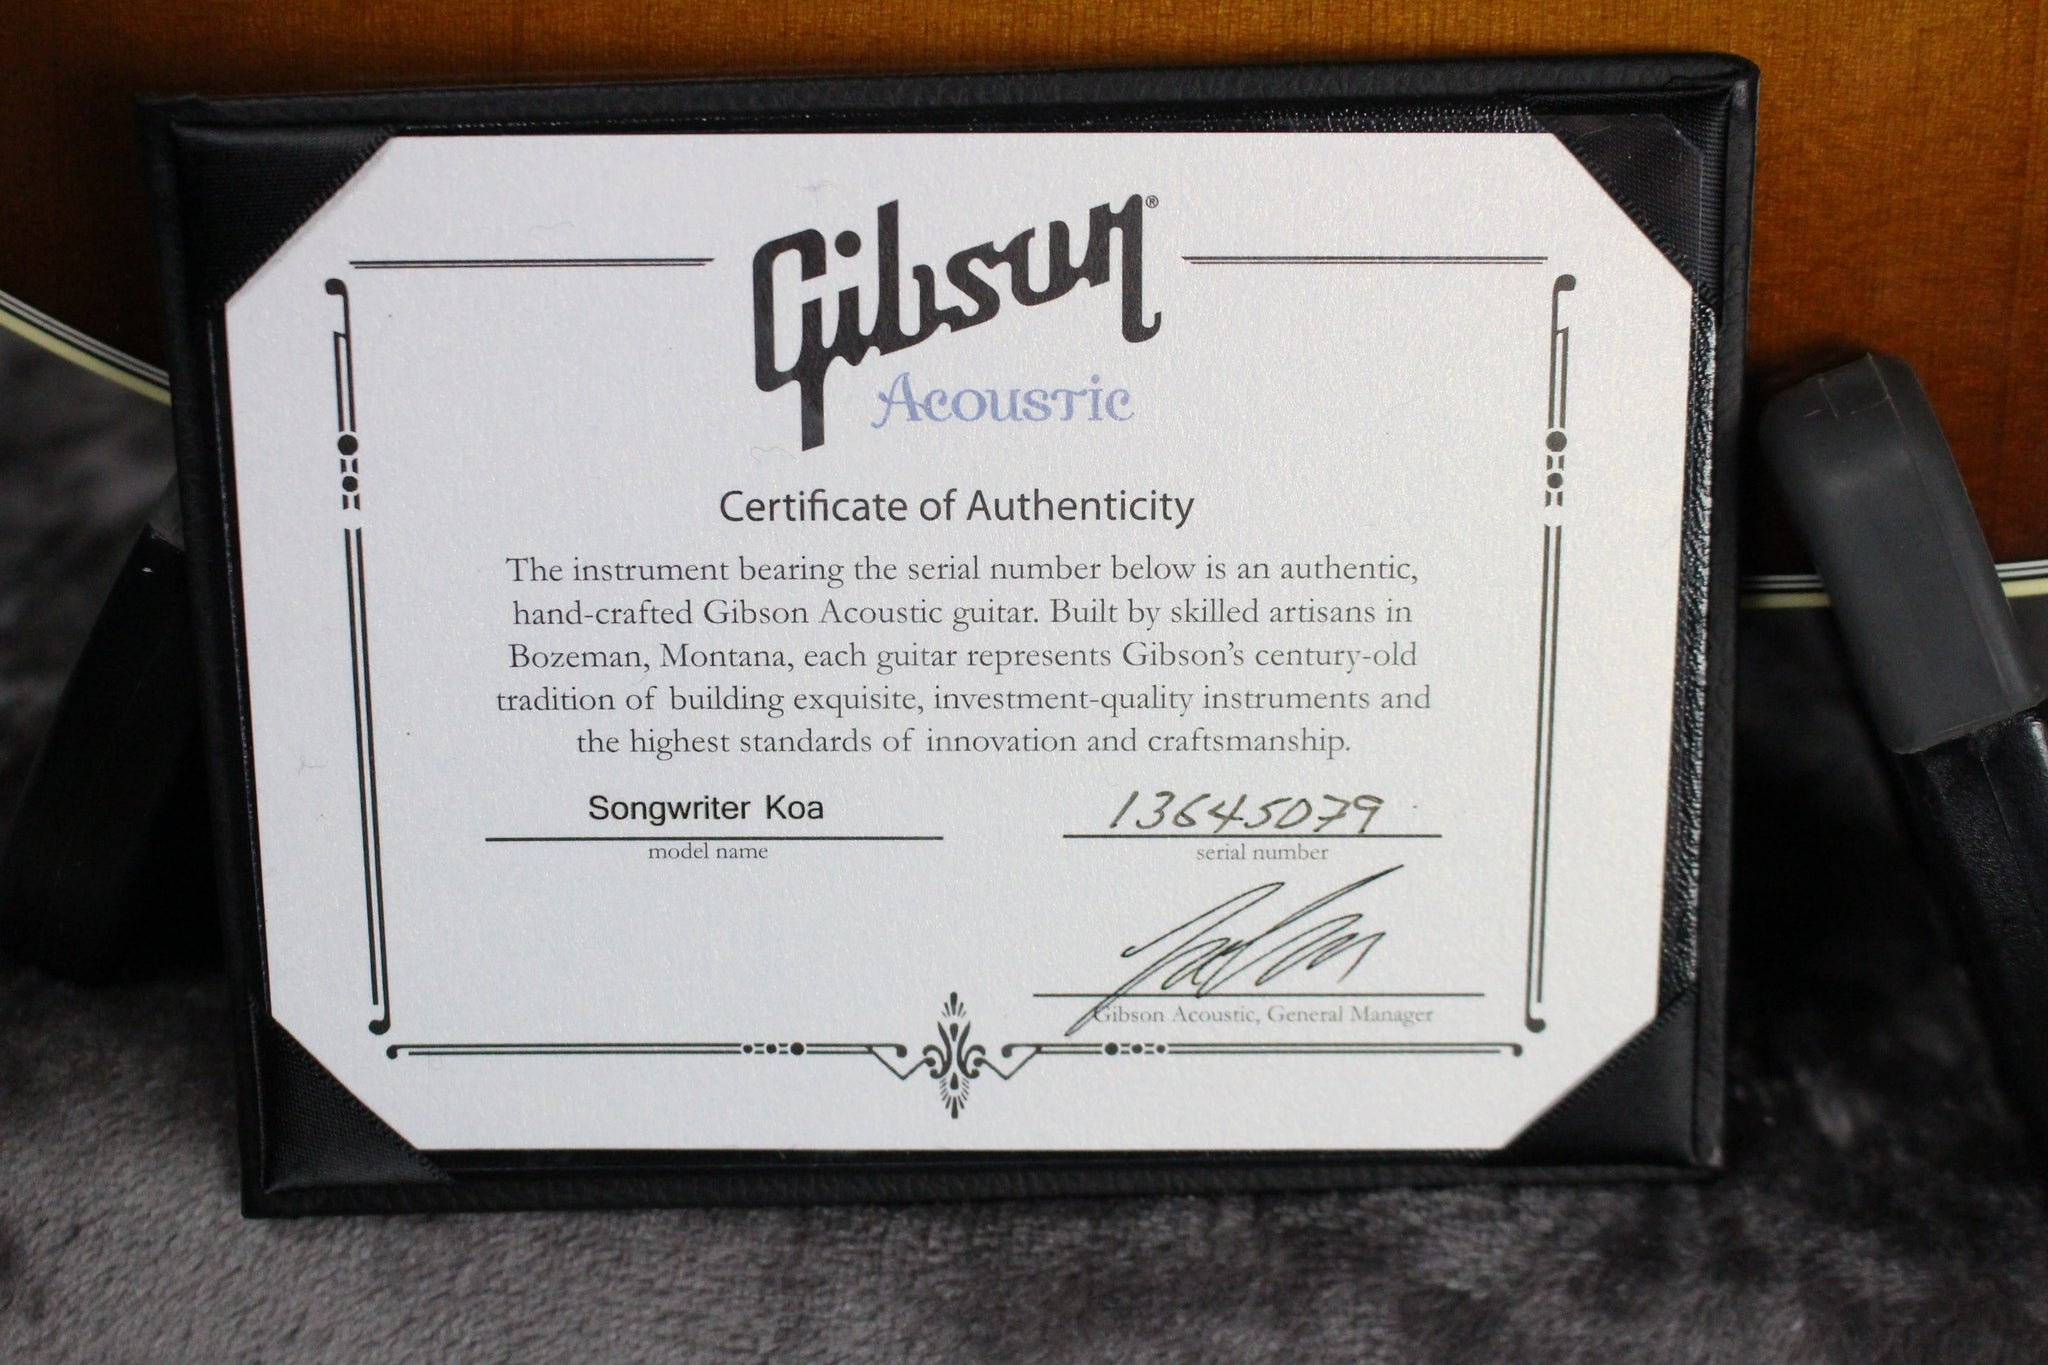 Gibson®
Acoustic
Certificate of Authenticity
The instrument bearing the serial number below is an authentic,
hand-crafted Gibson Acoustic guitar. Built by skilled artisans in
Bozeman, Montana, each guitar represents Gibson's century-old
tradition of building exquisite, investment-quality instruments and
the highest standards of innovation and craftsmanship.
Songwriter Koa 13645079
model name serial number
Gibson Acoustic, General Manager